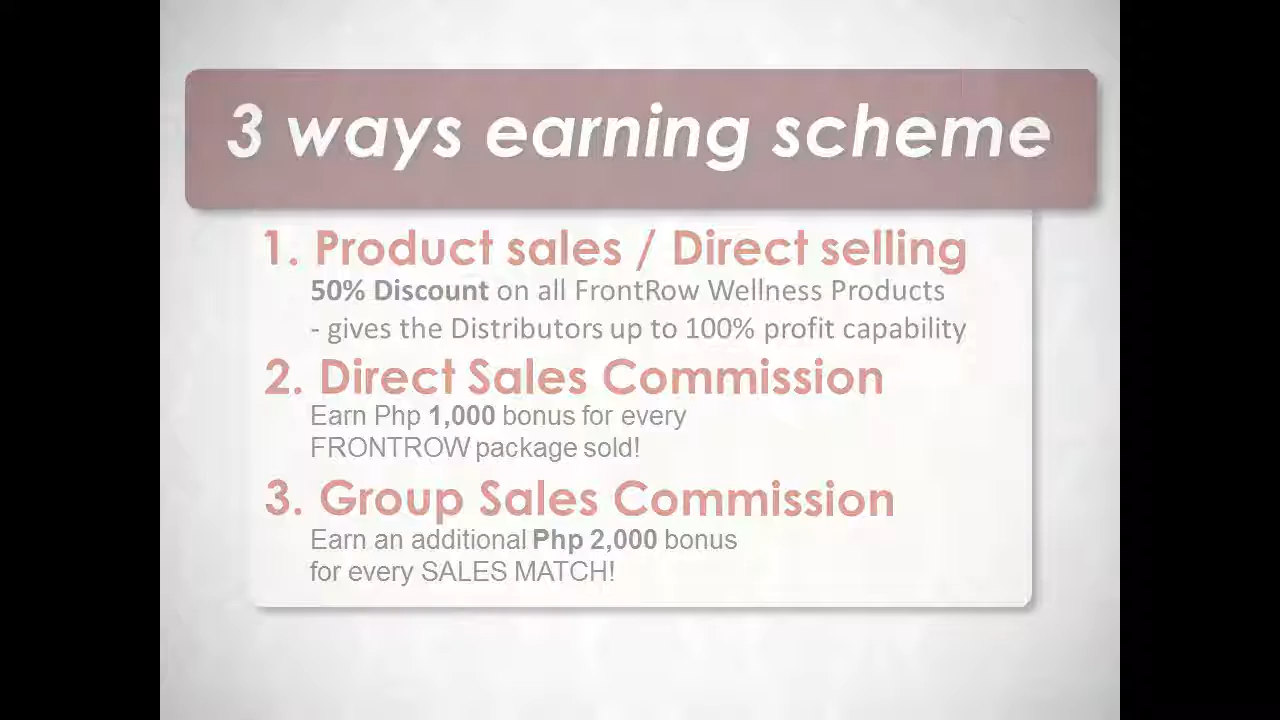 3 ways earning scheme
1. Product sales / Direct selling
50% Discount on all FrontRow Wellness Products
- gives the Distributors up to 100% profit capability
2. Direct Sales Commission
Earn Php 1,000 bonus for every
FRONTROW package sold!
3. Group Sales Commission
Earn an additional Php 2,000 bonus
for every SALES MATCH!